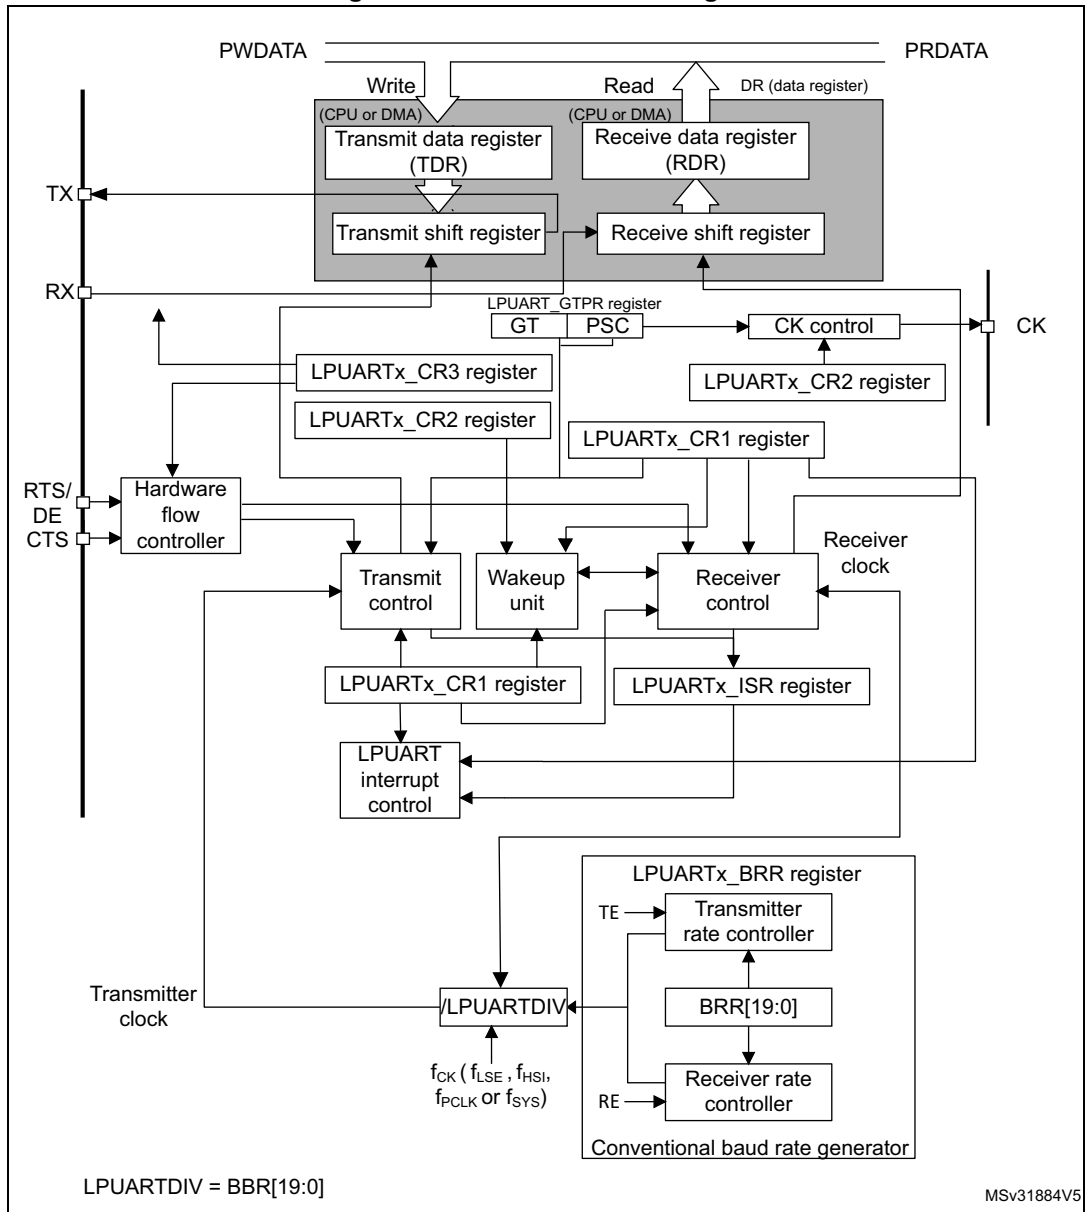 PWDATA
PRDATA
Write
Read
DR (data register)
(CPU or DMA)
(CPU or DMA)
Transmit data register
(TDR)
Receive data register
(RDR)
TX
Transmit shift register
Receive shift register
RX
LPUART_GTPR register
GT
PSC
CK control
CK
LPUARTx_CR3 register
LPUARTx_CR2 register
LPUARTx_CR2 register
LPUARTx_CR1 register
RTS/
DE
CTS
Hardware
flow
controller
Receiver
clock
Transmit
control
Wakeup
unit
Receiver
control
LPUARTx_CR1 register
LPUARTx_ISR register
LPUART
interrupt
control
LPUARTx_BRR register
TE
Transmitter
rate controller
Transmitter
clock
/LPUARTDIV
BRR[19:0]
fCK ( fLSE , fHSI,
fPCLK or fSYS)
RE
Receiver rate
controller
Conventional baud rate generator
LPUARTDIV = BBR[19:0]
MSv31884V5